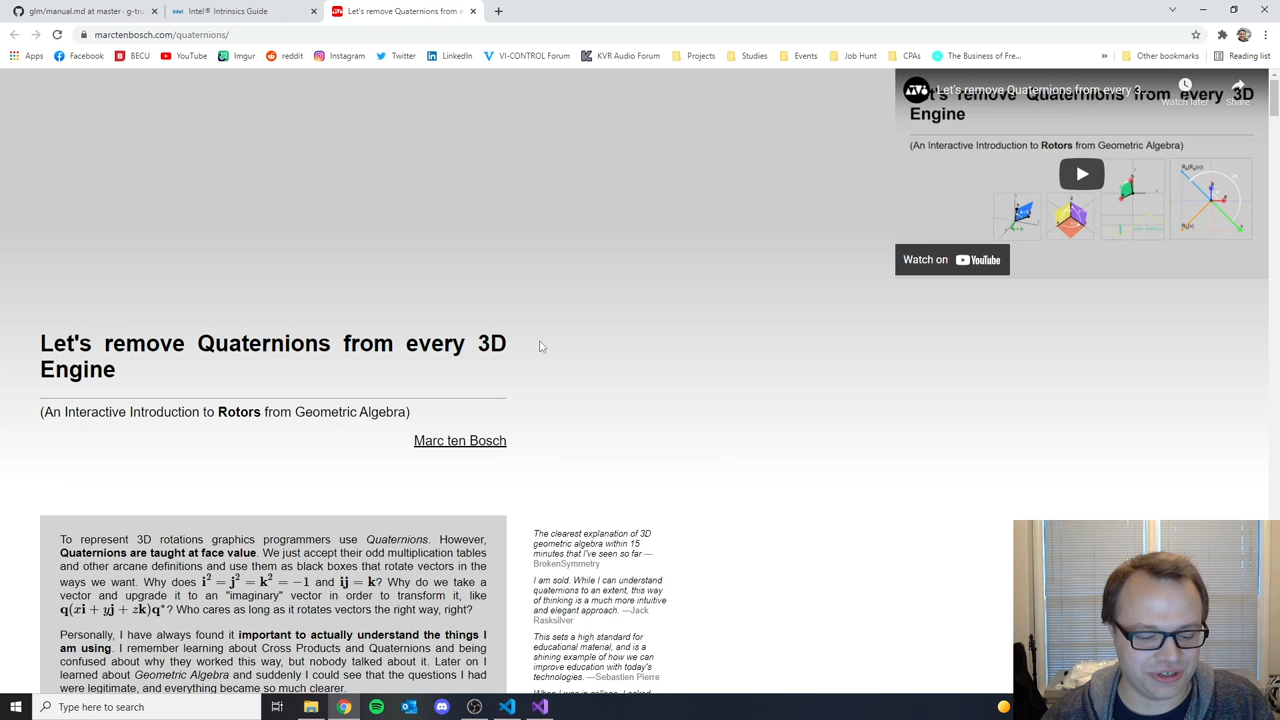 glm/manual.md at master · g-tru
Intel® Intrinsics Guide
Let's remove Quaternions from e
marctenbosch.com/quaternions/
Apps
Facebook
BECU
YouTube
Imgur
reddit
Instagram
Twitter
LinkedIn
VI-CONTROL Forum
KVR Audio Forum
Projects
Studies
Events
Job Hunt
CPAs
The Business of Fre...
»
Other bookmarks
Reading list
Let's remove Quaternions from every 3...
Watch later
Share
Let's remove Quaternions from every 3D
Engine
(An Interactive Introduction to Rotors from Geometric Algebra)
Watch on YouTube
Let's remove Quaternions from every 3D
Engine
(An Interactive Introduction to Rotors from Geometric Algebra)
Marc ten Bosch
To represent 3D rotations graphics programmers use Quaternions. However,
Quaternions are taught at face value. We just accept their odd multiplication tables
and other arcane definitions and use them as black boxes that rotate vectors in the
ways we want. Why does i² = j² = k² = −1 and ij = k? Why do we take a
vector and upgrade it to an "imaginary" vector in order to transform it, like
q(xi + yj + zk)q*? Who cares as long as it rotates vectors the right way, right?
Personally, I have always found it important to actually understand the things I
am using. I remember learning about Cross Products and Quaternions and being
confused about why they worked this way, but nobody talked about it. Later on I
learned about Geometric Algebra and suddenly I could see that the questions I had
were legitimate, and everything became so much clearer.
The clearest explanation of 3D
geometric algebra within 15
minutes that I've seen so far —
BrokenSymmetry
I am sold. While I can understand
quaternions to an extent, this way
of thinking is a much more intuitive
and elegant approach. —Jack
Rasksilver
This sets a high standard for
educational material, and is a
shining example of how we can
improve education with today's
technologies. —Sebastien Pierre
When I was in college, I asked
Type here to search